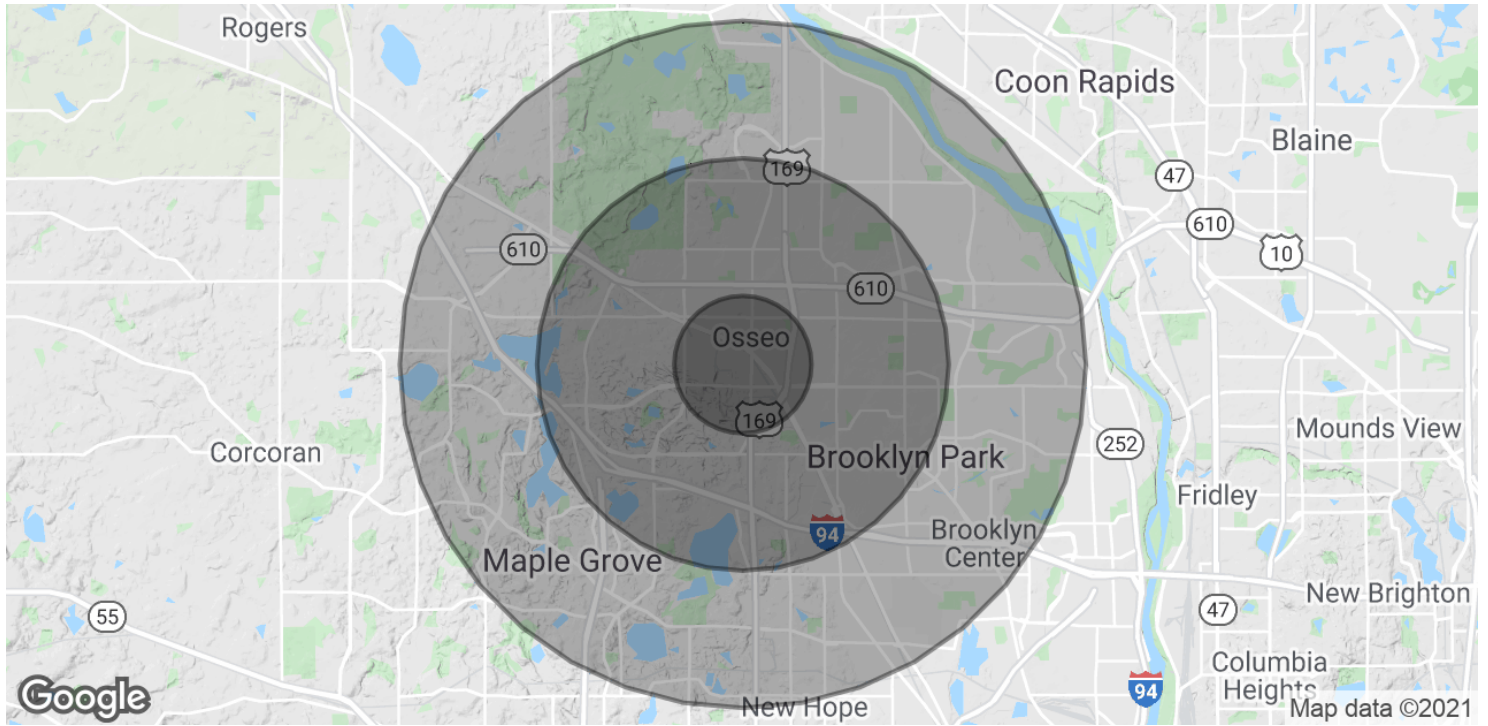 Rogers
Coon Rapids
Blaine
169
47
610
610
10
610
Osseo
169
252
Mounds View
Corcoran
Brooklyn Park
Fridley
94
Brooklyn
Center
Maple Grove
New Brighton
55
47
Columbia
Heights
94
Google
New Hope
Map data ©2021